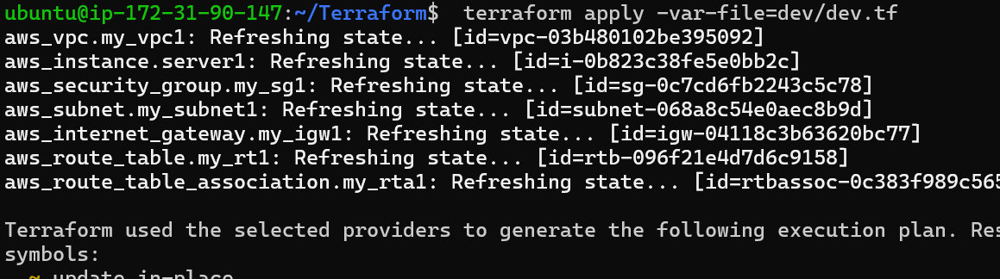 ubuntu@ip-172-31-90-147:~/Terraform$  terraform apply -var-file=dev/dev.tf
aws_vpc.my_vpc1: Refreshing state... [id=vpc-03b480102be395092]
aws_instance.server1: Refreshing state... [id=i-0b823c38fe5e0bb2c]
aws_security_group.my_sg1: Refreshing state... [id=sg-0c7cd6fb2243c5c78]
aws_subnet.my_subnet1: Refreshing state... [id=subnet-068a8c54e0aec8b9d]
aws_internet_gateway.my_igw1: Refreshing state... [id=igw-04118c3b63620bc77]
aws_route_table.my_rt1: Refreshing state... [id=rtb-096f21e4d7d6c9158]
aws_route_table_association.my_rta1: Refreshing state... [id=rtbassoc-0c383f989c565
Terraform used the selected providers to generate the following execution plan. Res
symbols:
~ update in-place